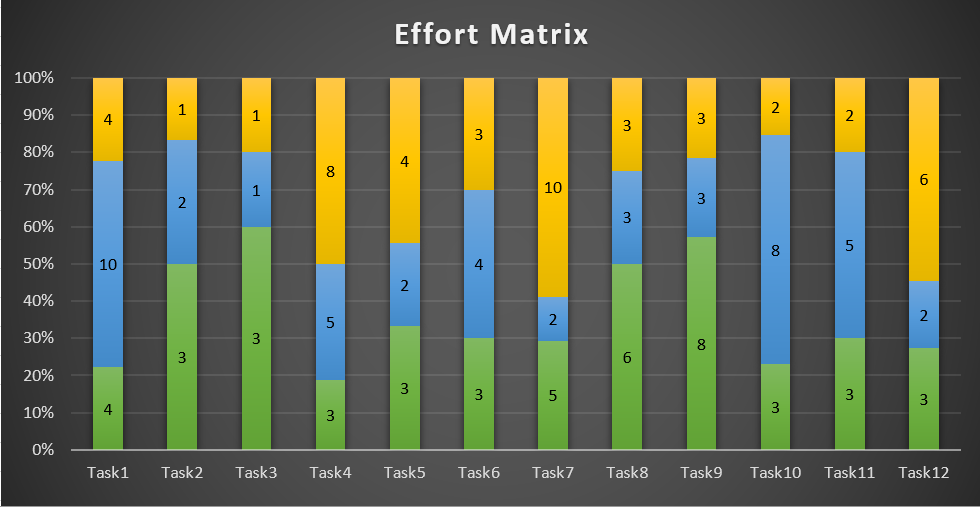 Effort Matrix
100%
90%
80%
70%
60%
50%
40%
30%
20%
10%
0%
4 1 1 8 4 3 10 3 3 2 2 6
10 2 1 5 2 4 2 3 3 8 5 2
4 3 3 3 3 3 5 6 8 3 3 3
Task1 Task2 Task3 Task4 Task5 Task6 Task7 Task8 Task9 Task10 Task11 Task12